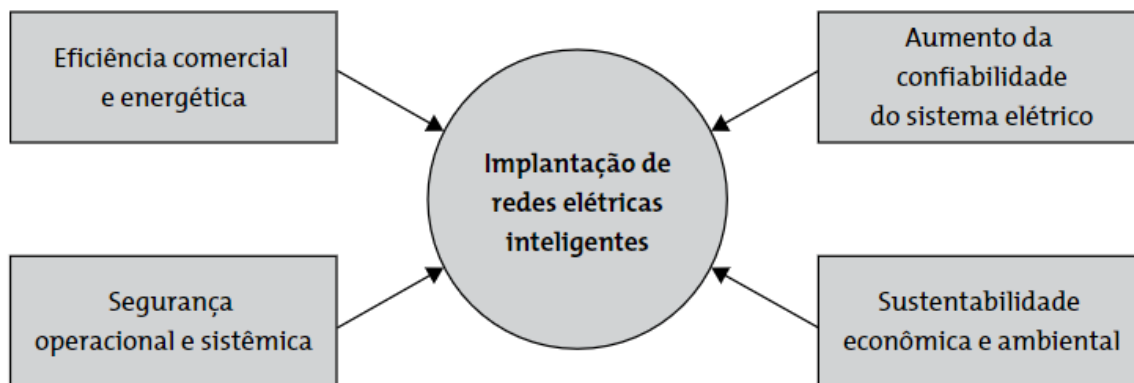 Eficiência comercial
e energética
Aumento da
confiabilidade
do sistema elétrico
Implantação de
redes elétricas
inteligentes
Segurança
operacional e sistêmica
Sustentabilidade
econômica e ambiental